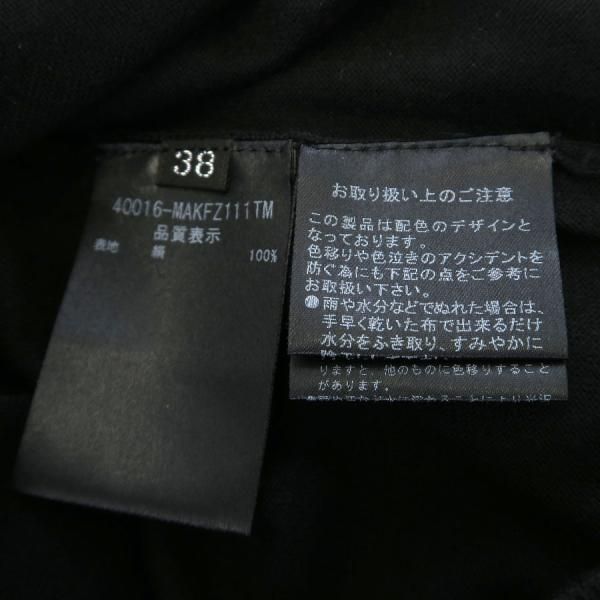 38
40016-MAKFZ111TM
品質表示
表地 絹 100%
お取り扱い上のご注意
この製品は配色のデザインと
なっております。
色移りや色泣きのアクシデントを
防ぐ為にも下記の点をご参考に
お取扱い下さい。
雨や水分などでぬれた場合は、
手早く乾いた布で出来るだけ
水分をふき取り、すみやかに
りますと、他のものに色移りすること
があります。